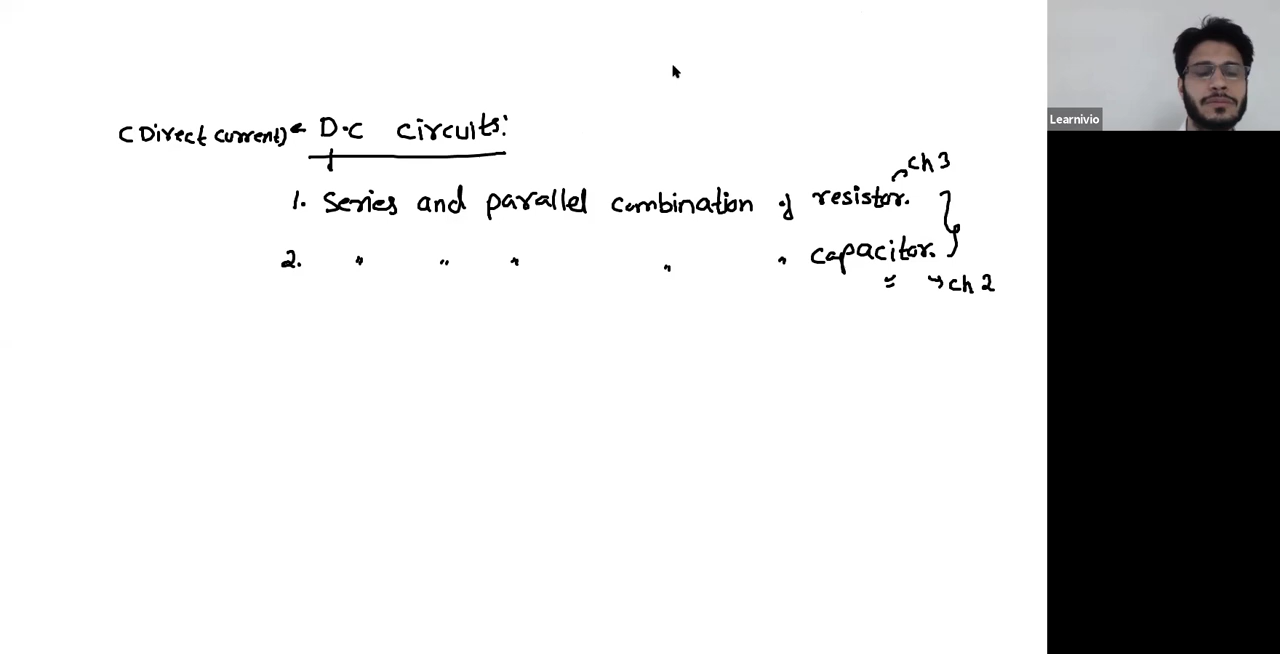 (Direct current) ← D.C circuits:
1. Series and parallel combination of resistor. → ch 3
2. " " " " " capacitor. → ch 2
Learnivio